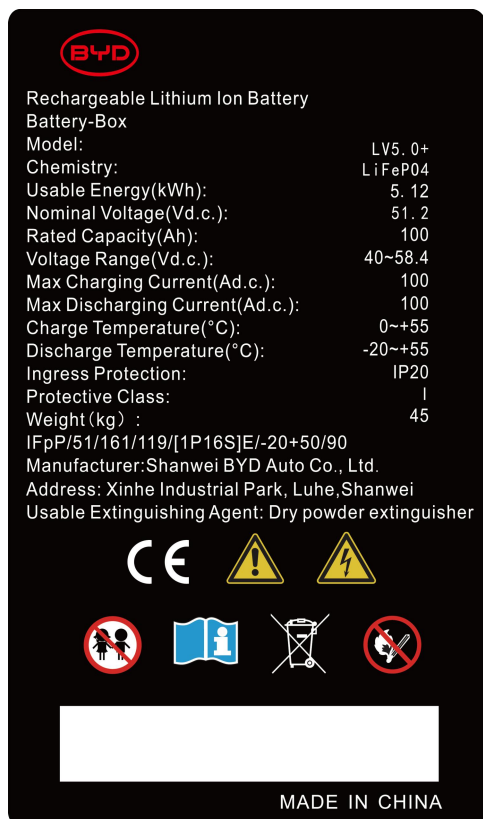 BYD
Rechargeable Lithium Ion Battery
Battery-Box
Model: LV5.0+
Chemistry: LiFePO4
Usable Energy(kWh): 5.12
Nominal Voltage(Vd.c.): 51.2
Rated Capacity(Ah): 100
Voltage Range(Vd.c.): 40~58.4
Max Charging Current(Ad.c.): 100
Max Discharging Current(Ad.c.): 100
Charge Temperature(°C): 0~+55
Discharge Temperature(°C): -20~+55
Ingress Protection: IP20
Protective Class: I
Weight(kg): 45
IFpP/51/161/119/[1P16S]E/-20+50/90
Manufacturer:Shanwei BYD Auto Co., Ltd.
Address: Xinhe Industrial Park, Luhe,Shanwei
Usable Extinguishing Agent: Dry powder extinguisher
CE
MADE IN CHINA